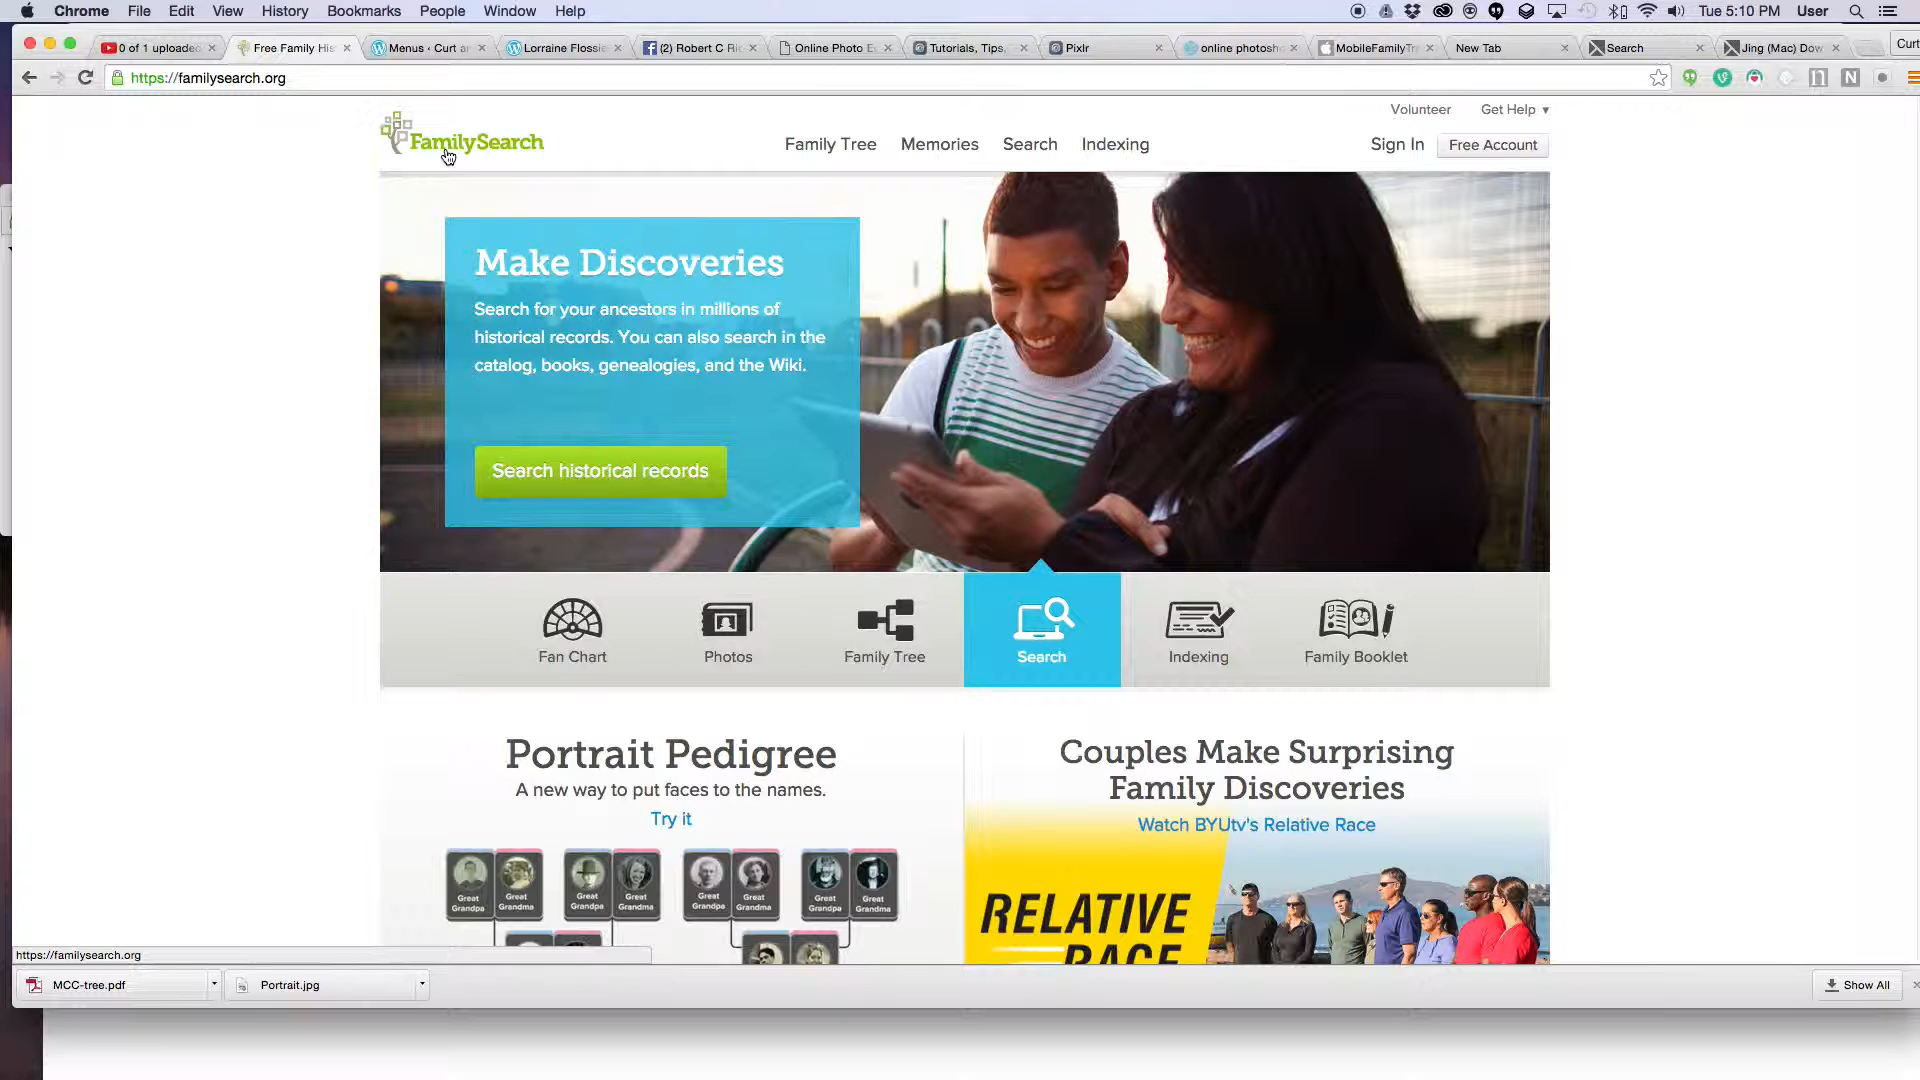 Chrome File Edit View History Bookmarks People Window Help Tue 5:10 PM User
0 of 1 uploaded Free Family His Menus ‹ Curt an Lorraine Flossie (2) Robert C Ri Online Photo E Tutorials, Tips, Pixlr online photosh MobileFamilyTr New Tab Search Jing (Mac) Dow Curt
https://familysearch.org
Volunteer Get Help
FamilySearch Family Tree Memories Search Indexing Sign In Free Account
Make Discoveries
Search for your ancestors in millions of
historical records. You can also search in the
catalog, books, genealogies, and the Wiki.
Search historical records
Fan Chart Photos Family Tree Search Indexing Family Booklet
Portrait Pedigree
A new way to put faces to the names.
Try it
Great Grandpa Great Grandma Great Grandpa Great Grandma Great Grandpa Great Grandma Great Grandpa Great Grandma
Couples Make Surprising
Family Discoveries
Watch BYUtv's Relative Race
RELATIVE
RACE
https://familysearch.org
MCC-tree.pdf Portrait.jpg Show All